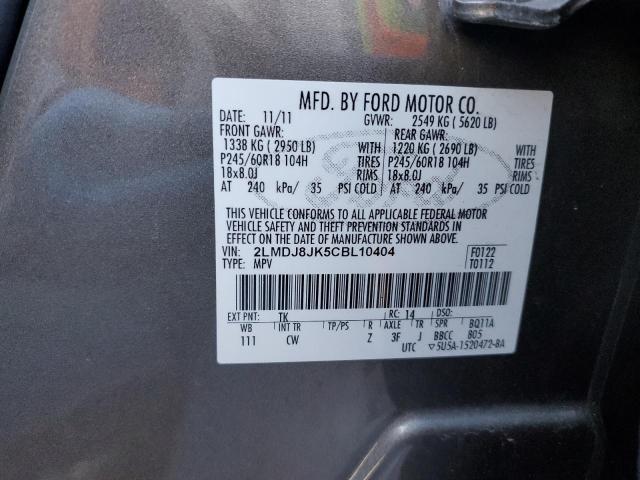 MFD. BY FORD MOTOR CO.
DATE: 11/11 GVWR: 2549 KG ( 5620 LB)
FRONT GAWR: REAR GAWR:
1338 KG ( 2950 LB) WITH 1220 KG ( 2690 LB) WITH
P245/60R18 104H TIRES P245/60R18 104H TIRES
18x8.0J RIMS 18x8.0J RIMS
AT 240 kPa/ 35 PSI COLD AT 240 kPa/ 35 PSI COLD
THIS VEHICLE CONFORMS TO ALL APPLICABLE FEDERAL MOTOR
VEHICLE SAFETY AND THEFT PREVENTION STANDARDS IN
EFFECT ON THE DATE OF MANUFACTURE SHOWN ABOVE.
VIN: 2LMDJ8JK5CBL10404 F0122
TYPE: MPV T0112
EXT PNT: TK RC: 14 DSO:
WB INT TR TP/PS R AXLE TR SPR BQ11A
111 CW Z 3F J BBCC 805
UTC ▽5U5A-1520472-BA
Ford